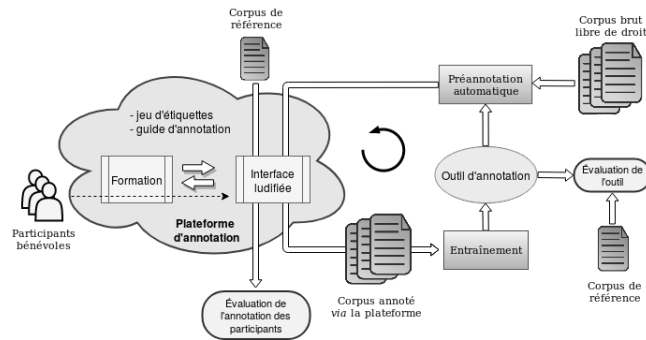 Corpus de
référence
Corpus brut
libre de droit
Préannotation
automatique
- jeu d'étiquettes
- guide d'annotation
Formation
Interface
ludifiée
Outil d'annotation
Évaluation de
l'outil
Participants
bénévoles
Plateforme
d'annotation
Entraînement
Corpus annoté
via la plateforme
Corpus de
référence
Évaluation de
l'annotation des
participants